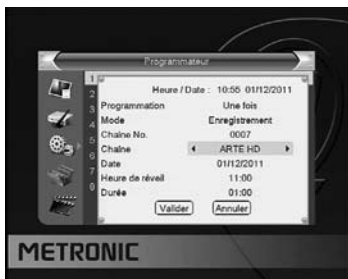 Programmateur
1
Heure / Date : 10:55 01/12/2011
2
Programmation Une fois
3
Mode Enregistrement
4
Chaîne No. 0007
5
Chaîne ARTE HD
6
Date 01/12/2011
7
Heure de réveil 11:00
8
Durée 01:00
Valider Annuler
METRONIC